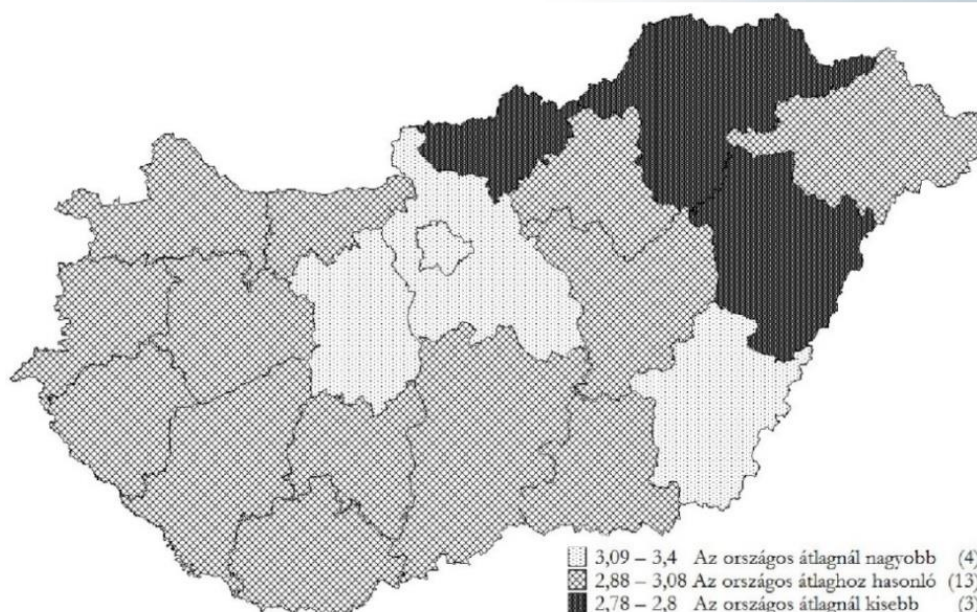 3,09 – 3,4 Az országos átlagnál nagyobb (4)
2,88 – 3,08 Az országos átlaghoz hasonló (13)
2,78 – 2,8 Az országos átlagnál kisebb (3